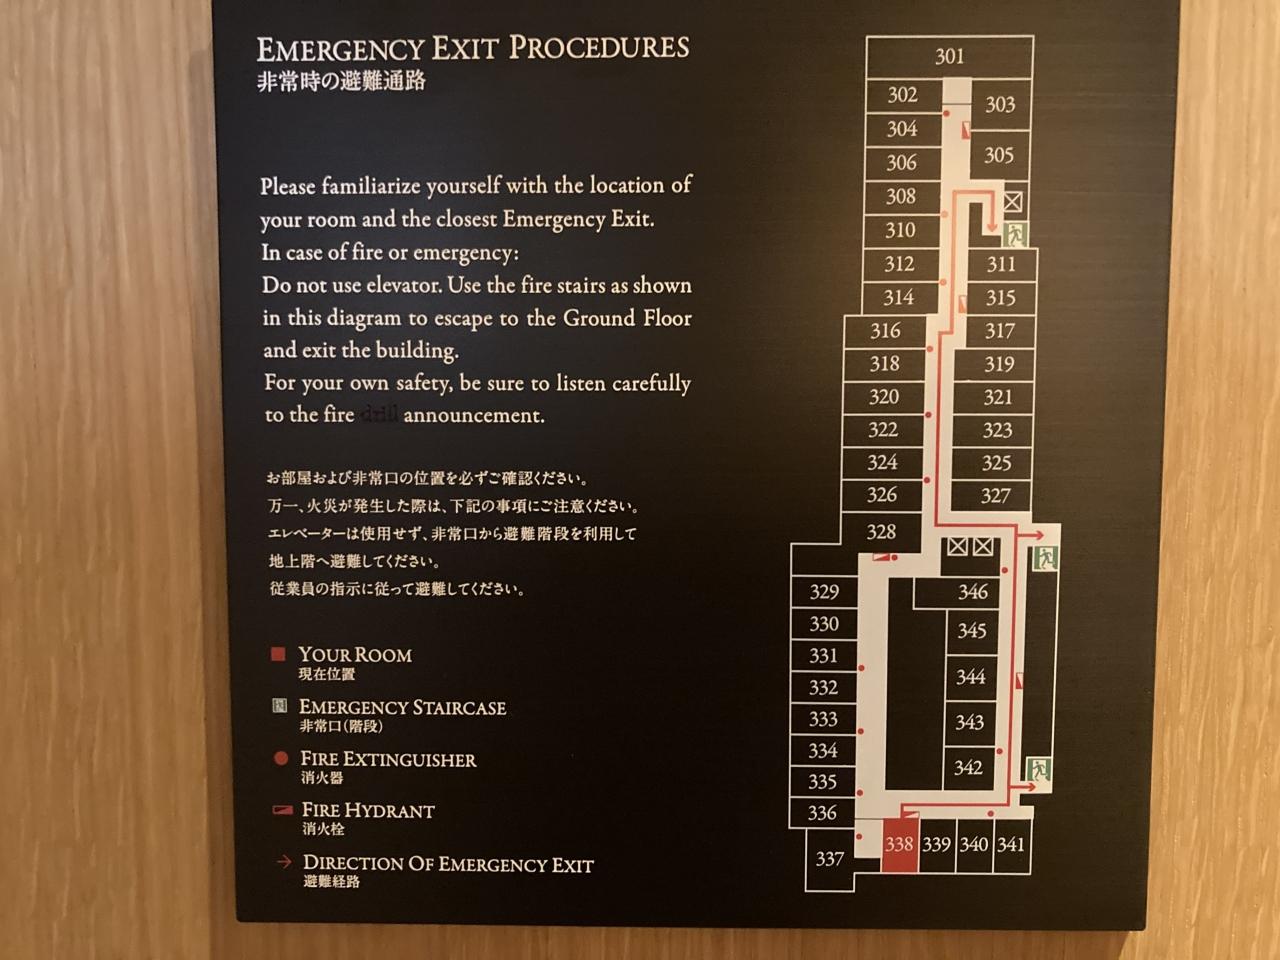 EMERGENCY EXIT PROCEDURES
非常時の避難通路
Please familiarize yourself with the location of
your room and the closest Emergency Exit.
In case of fire or emergency:
Do not use elevator. Use the fire stairs as shown
in this diagram to escape to the Ground Floor
and exit the building.
For your own safety, be sure to listen carefully
to the fire drill announcement.
お部屋および非常口の位置を必ずご確認ください。
万一、火災が発生した際は、下記の事項にご注意ください。
エレベーターは使用せず、非常口から避難階段を利用して
地上階へ避難してください。
従業員の指示に従って避難してください。
YOUR ROOM
現在位置
EMERGENCY STAIRCASE
非常口(階段)
FIRE EXTINGUISHER
消火器
FIRE HYDRANT
消火栓
DIRECTION OF EMERGENCY EXIT
避難経路
301
302
303
304
305
306
308
310
312
311
314
315
316
317
318
319
320
321
322
323
324
325
326
327
328
329
346
330
345
331
332
344
333
343
334
342
335
336
337
338
339
340
341